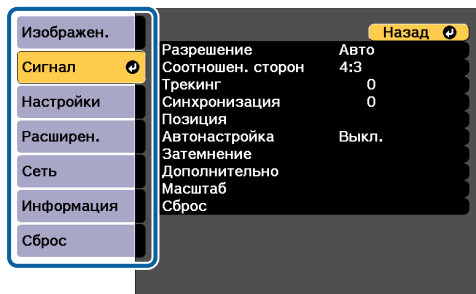 Изображен.
Сигнал
Настройки
Расширен.
Сеть
Информация
Сброс
Назад
Разрешение Авто
Соотношен. сторон 4:3
Трекинг 0
Синхронизация 0
Позиция
Автонастройка Выкл.
Затемнение
Дополнительно
Масштаб
Сброс